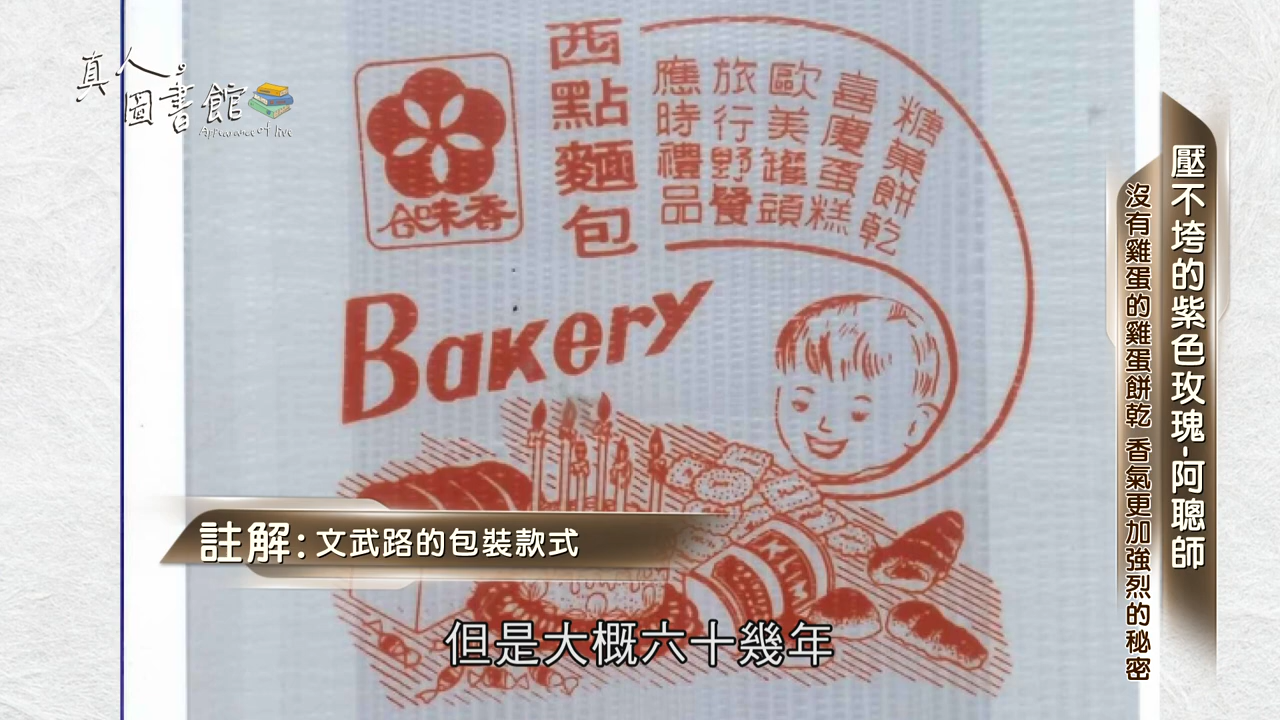 真人圖書館
Appearance of live
西點麵包
應時禮品
旅行野餐
歐美罐頭
喜慶蛋糕
糖菓餅乾
合味香
Bakery
KLIM
壓不垮的紫色玫瑰-阿聰師
沒有雞蛋的雞蛋餅乾 香氣更加強烈的秘密
註解:文武路的包裝款式
但是大概六十幾年